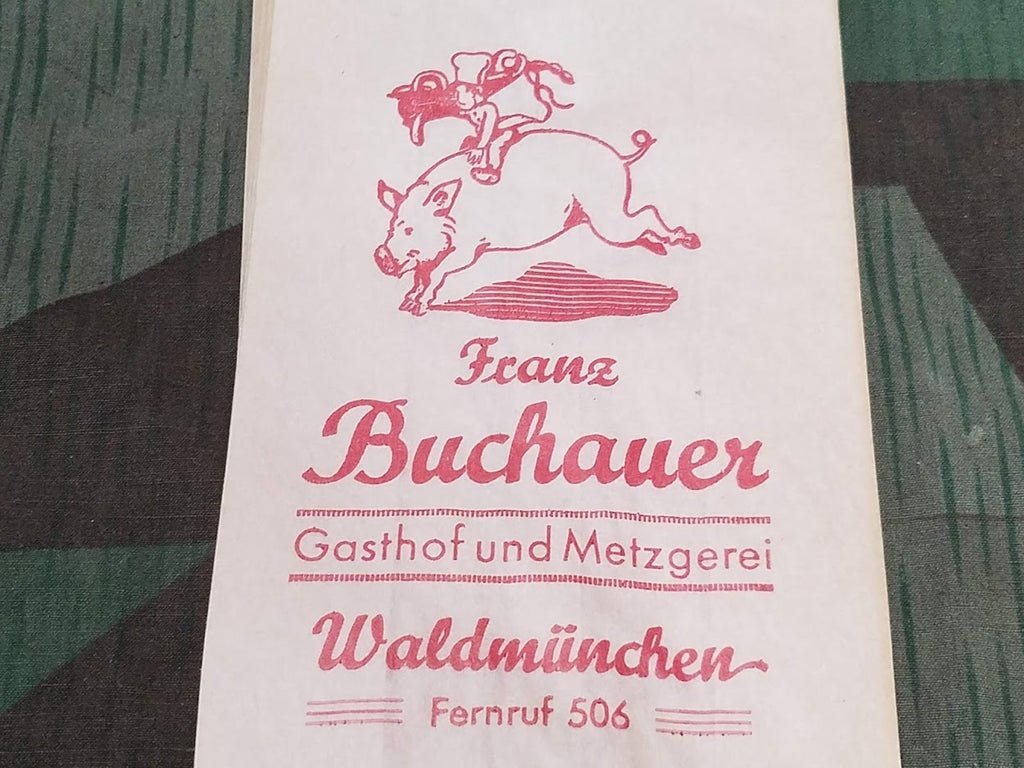 Franz
Buchauer
Gasthof und Metzgerei
Waldmünchen
Fernruf 506